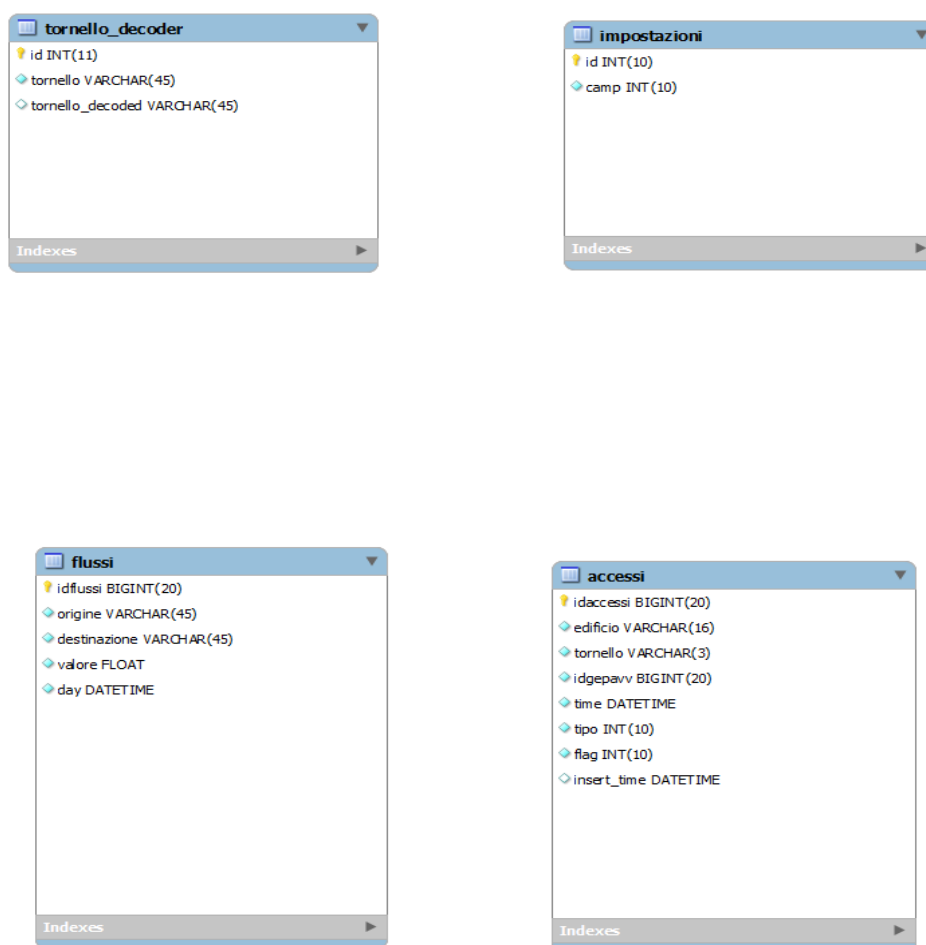 tornello_decoder
id INT(11)
tornello VARCHAR(45)
tornello_decoded VARCHAR(45)
Indexes
impostazioni
id INT(10)
camp INT(10)
Indexes
flussi
idflussi BIGINT(20)
origine VARCHAR(45)
destinazione VARCHAR(45)
valore FLOAT
day DATETIME
Indexes
accessi
idaccessi BIGINT(20)
edificio VARCHAR(16)
tornello VARCHAR(3)
idgepavv BIGINT(20)
time DATETIME
tipo INT(10)
flag INT(10)
insert_time DATETIME
Indexes